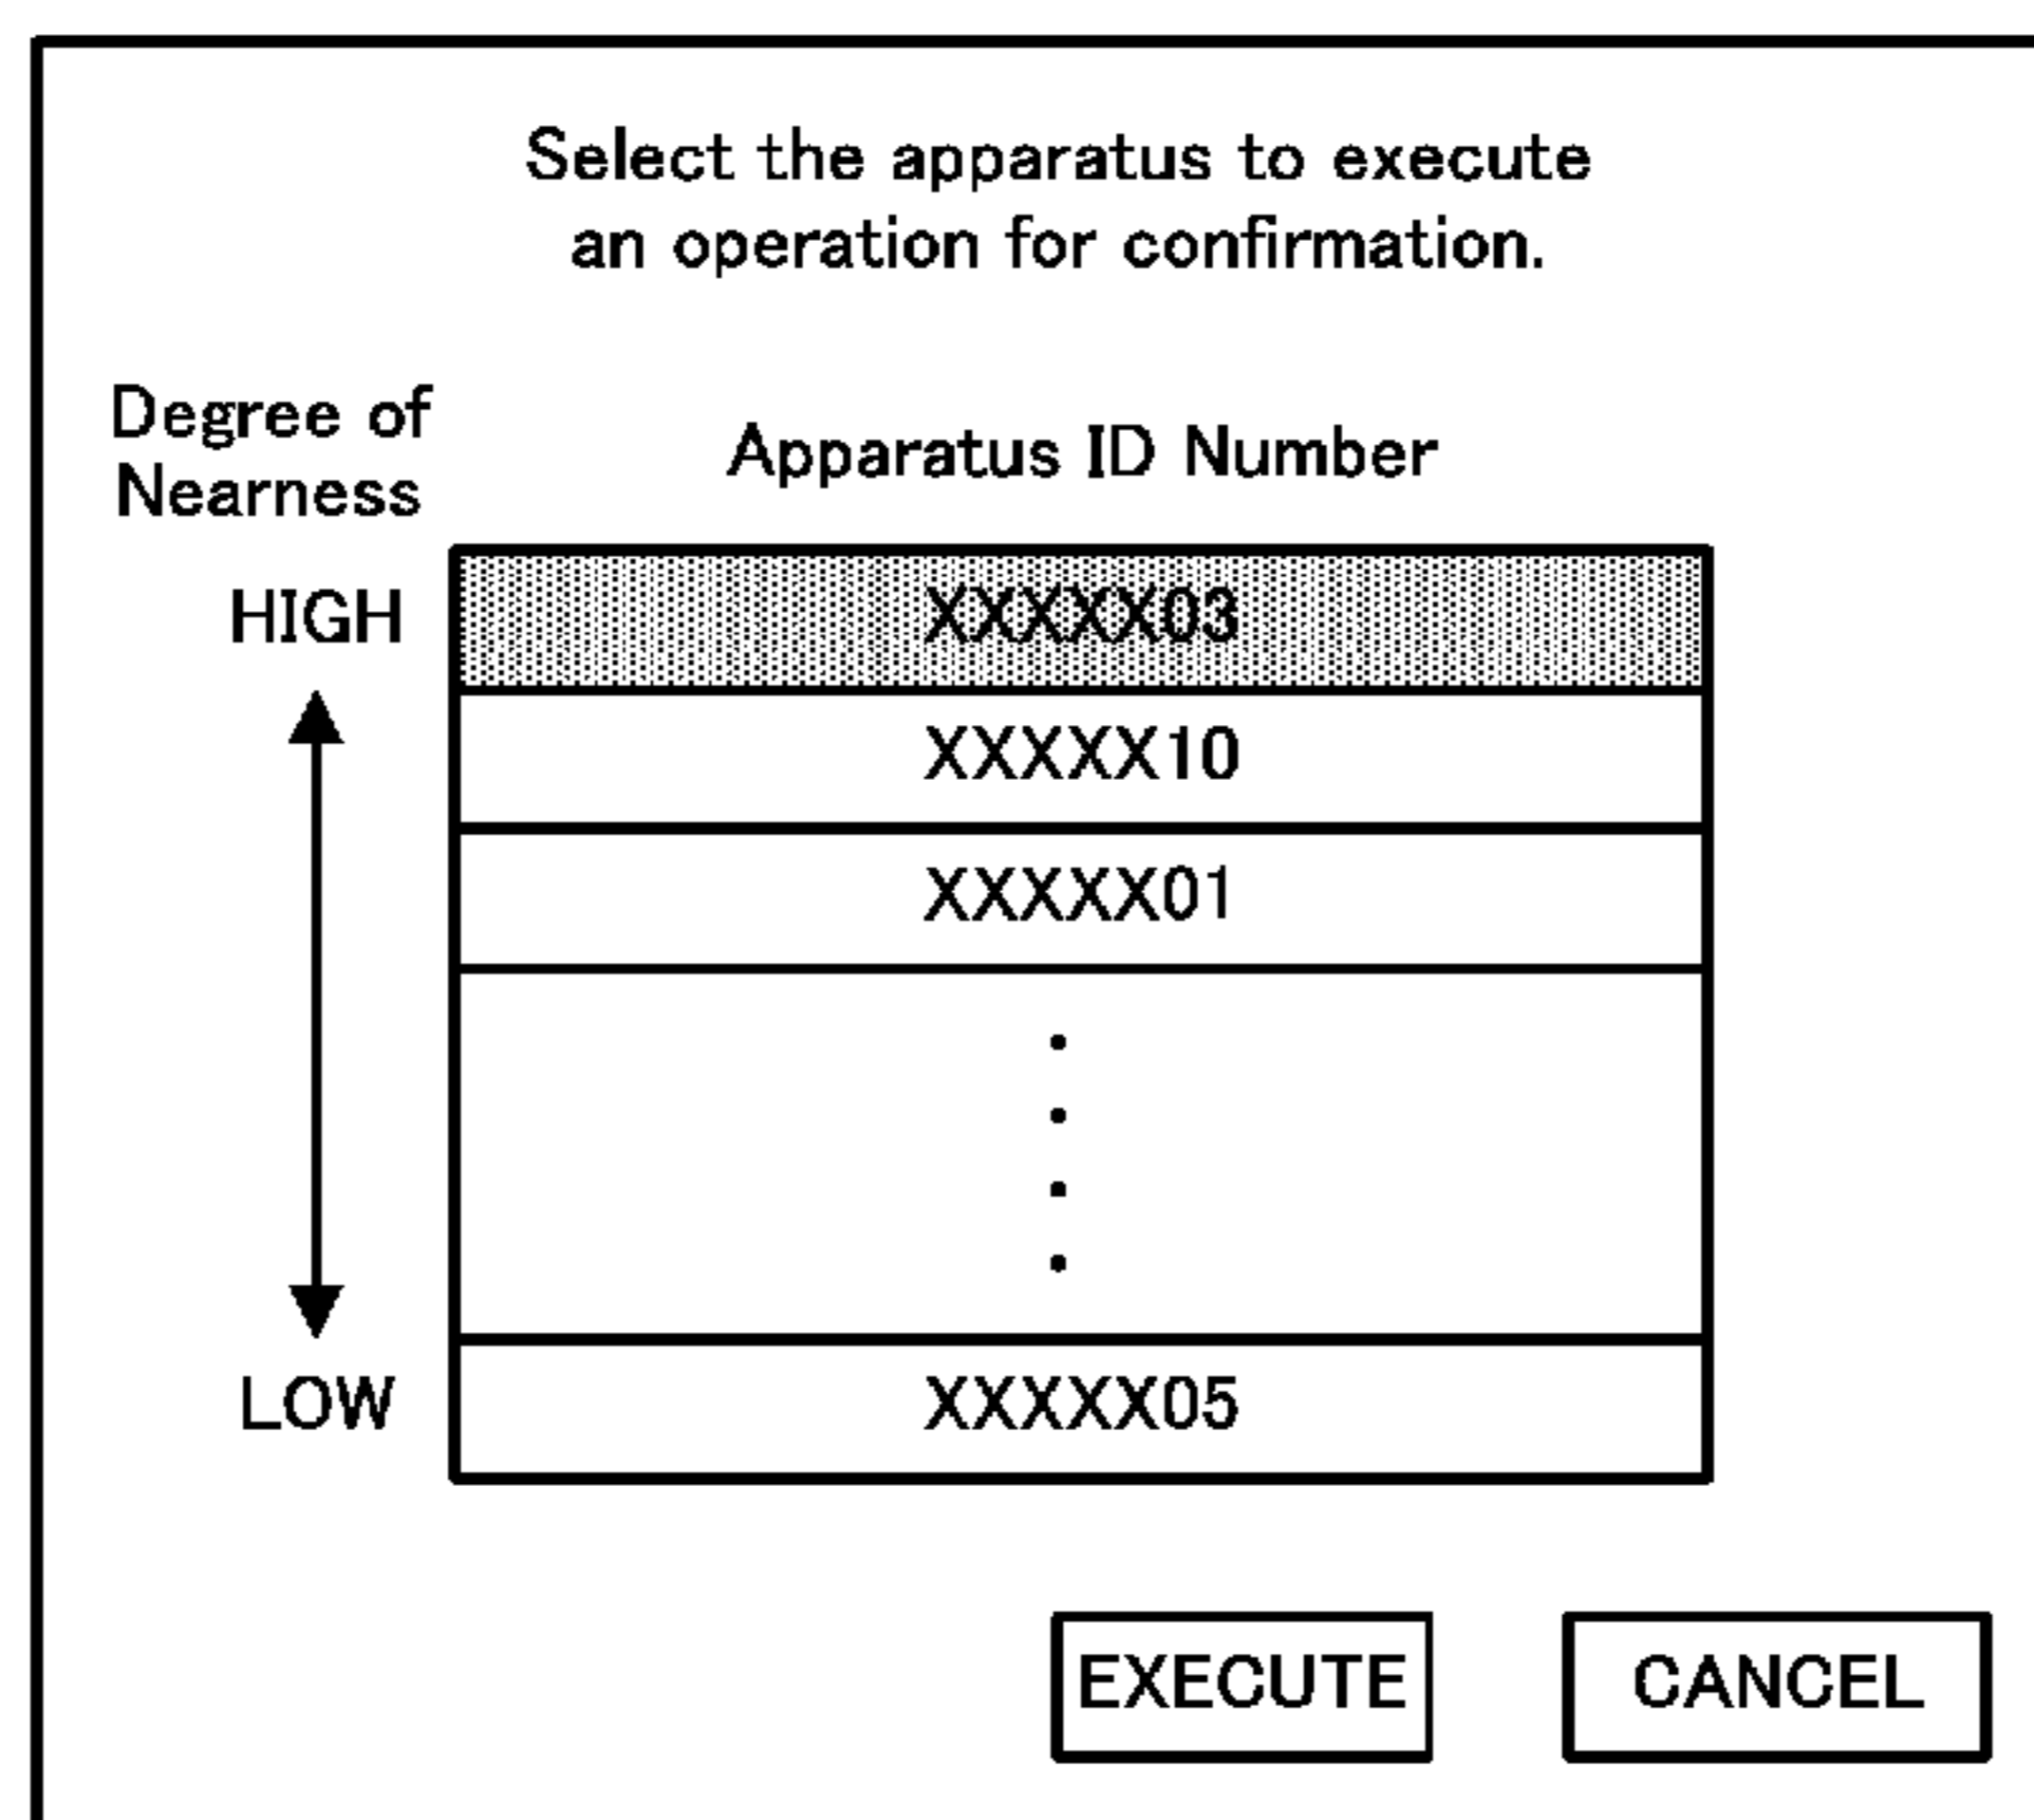 Select the apparatus to execute
an operation for confirmation.
Degree of
Nearness
Apparatus ID Number
HIGH
XXXXX03
XXXXX10
XXXXX01
LOW
XXXXX05
EXECUTE
CANCEL